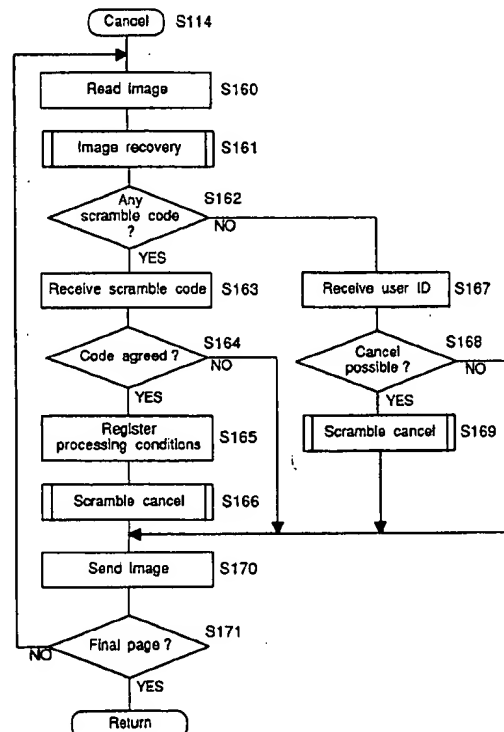 Cancel S114
Read Image S160
Image recovery S161
Any
scramble code
?
S162
NO
YES
Receive scramble code S163
Receive user ID S167
Code agreed ? S164
NO
YES
Cancel
possible ?
S168
NO
YES
Register
processing conditions
S165
Scramble cancel S169
Scramble cancel S166
Send Image S170
Final page ? S171
NO
YES
Return